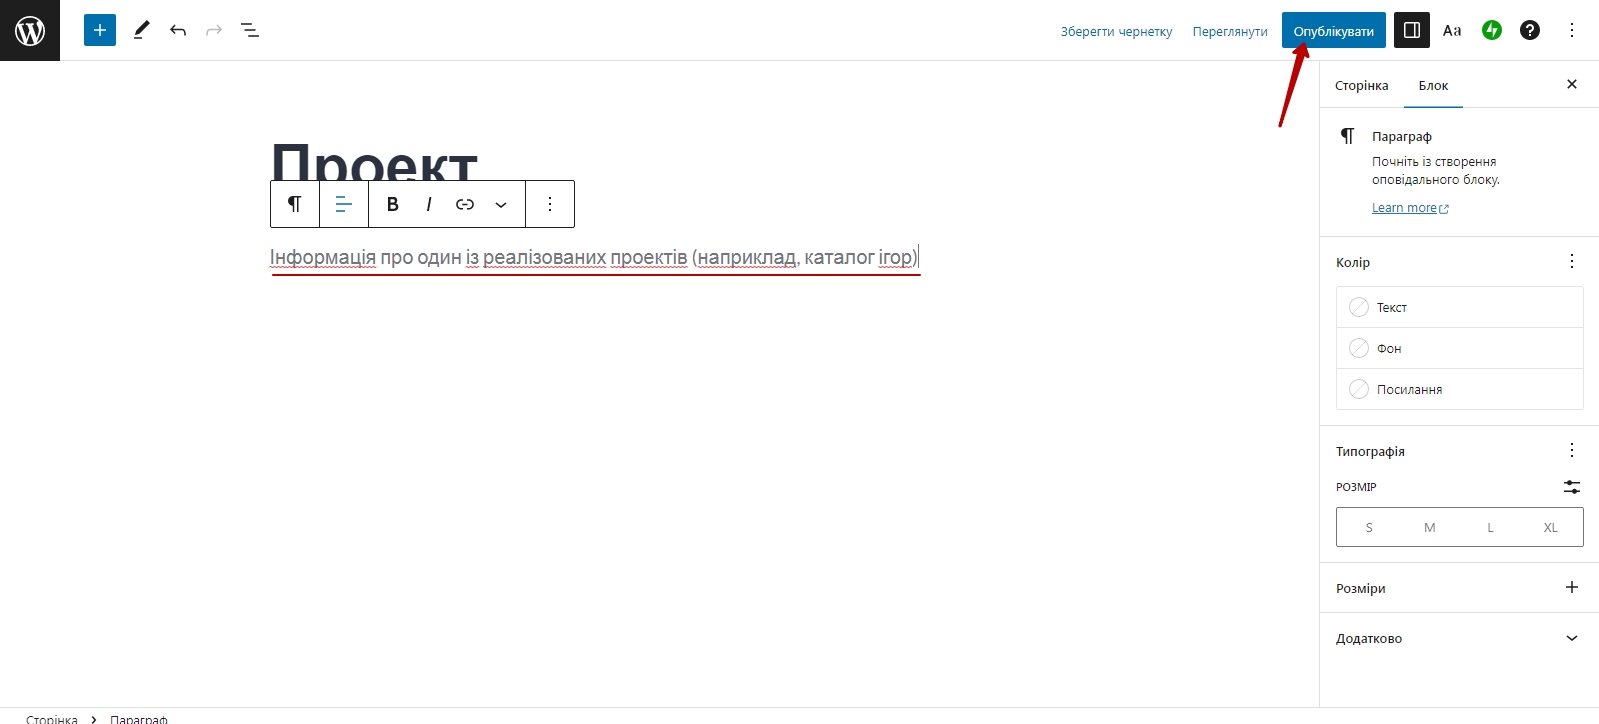 Зберегти чернетку Переглянути Опублікувати Aa
Сторінка Блок
Проект
B I
Інформація про один із реалізованих проектів (наприклад, каталог ігор)
Параграф
Почніть із створення
оповідального блоку.
Learn more
Колір
Текст
Фон
Посилання
Типографія
РОЗМІР
S M L XL
Розміри
Додатково
Сторінка Параграф